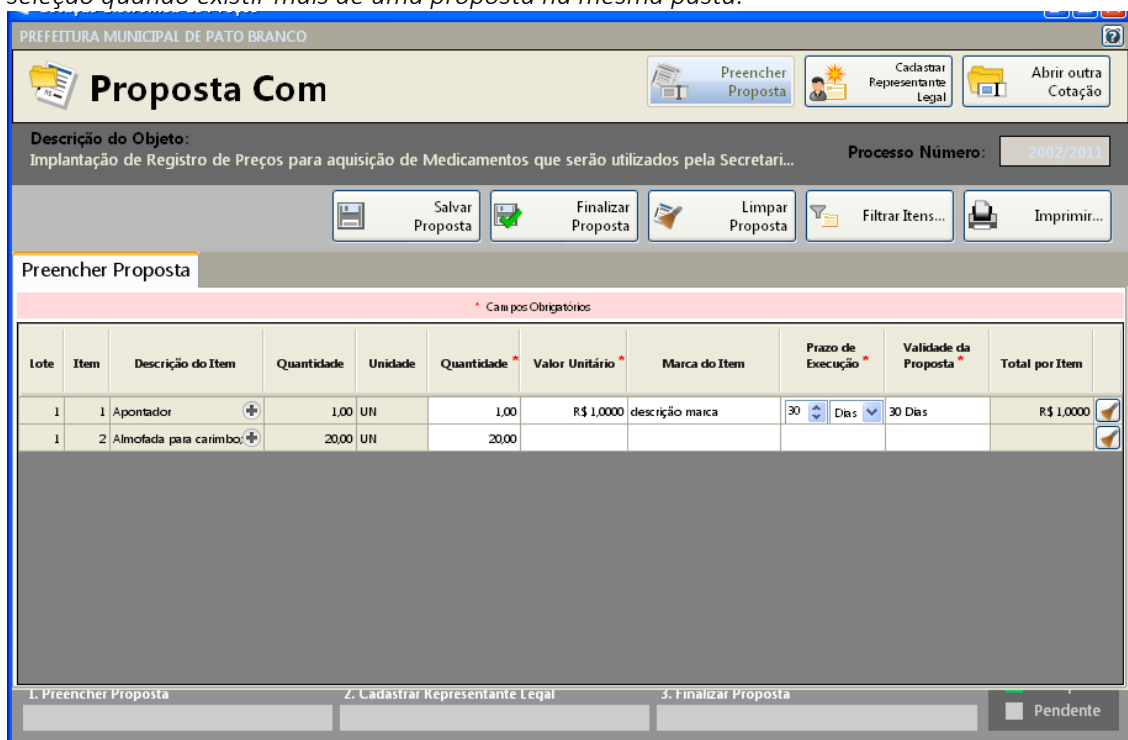 seleção quando existir mais de uma proposta na mesma pasta.
PREFEITURA MUNICIPAL DE PATO BRANCO
Proposta Com
Preencher
Proposta
Cadastrar
Representante
Legal
Abrir outra
Cotação
Descrição do Objeto:
Implantação de Registro de Preços para aquisição de Medicamentos que serão utilizados pela Secretari...
Processo Número:
2002/2011
Salvar
Proposta
Finalizar
Proposta
Limpar
Proposta
Filtrar Itens...
Imprimir...
Preencher Proposta
* Campos Obrigatórios
Lote Item Descrição do Item Quantidade Unidade Quantidade * Valor Unitário * Marca do Item Prazo de Execução * Validade da Proposta * Total por Item
1 1 Apontador 1,00 UN 1,00 R$ 1,0000 descrição marca 30 Dias 30 Dias R$ 1,0000
1 2 Almofada para carimbo; 20,00 UN 20,00
1. Preencher Proposta
2. Cadastrar Representante Legal
3. Finalizar Proposta
Pendente